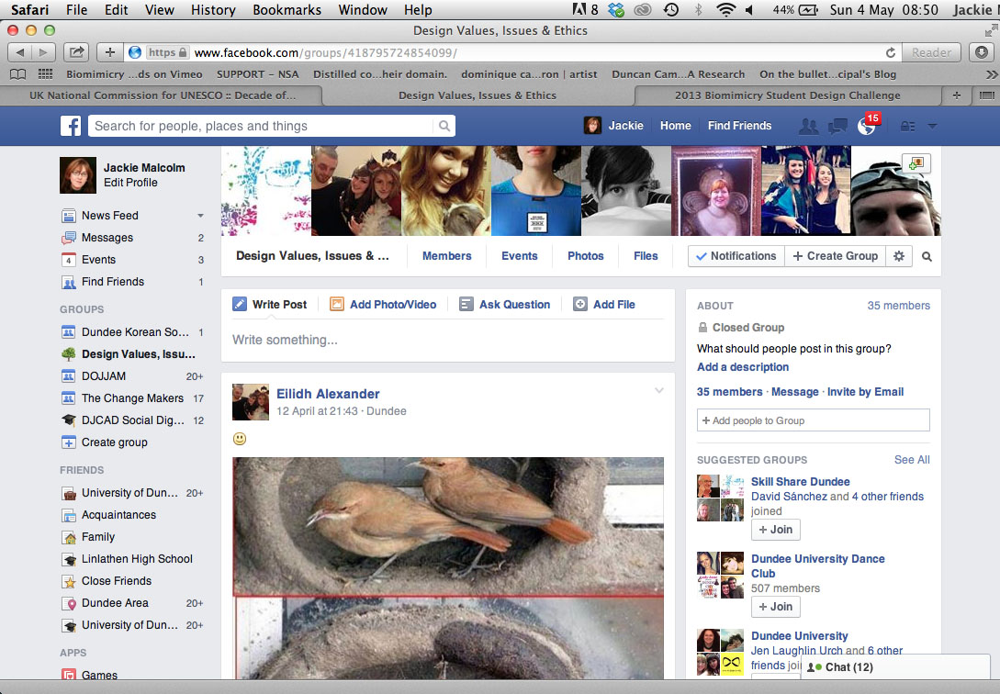 Safari File Edit View History Bookmarks Window Help 8 44% Sun 4 May 08:50 Jackie
Design Values, Issues & Ethics
https www.facebook.com/groups/418795724854099/ Reader
Biomimicry ...ds on Vimeo SUPPORT - NSA Distilled co...heir domain. dominique ca...ron | artist Duncan Cam...A Research On the bullet...cipal's Blog
UK National Commission for UNESCO :: Decade of... Design Values, Issues & Ethics 2013 Biomimicry Student Design Challenge
Search for people, places and things Jackie Home Find Friends 15
Jackie Malcolm
Edit Profile
News Feed
Messages 2
4 Events 3
Find Friends 1
GROUPS
Dundee Korean So... 1
Design Values, Issu...
DOJJAM 20+
The Change Makers 17
DJCAD Social Dig... 12
Create group
FRIENDS
University of Dun... 20+
Acquaintances
Family
Linlathen High School
Close Friends
Dundee Area 20+
University of Dun... 20+
APPS
Games
Design Values, Issues & ... Members Events Photos Files Notifications + Create Group
Write Post Add Photo/Video Ask Question Add File
Write something...
Eilidh Alexander
12 April at 21:43 · Dundee
ABOUT 35 members
Closed Group
What should people post in this group?
Add a description
35 members · Message · Invite by Email
+ Add people to Group
SUGGESTED GROUPS See All
Skill Share Dundee
David Sánchez and 4 other friends
joined
+ Join
Dundee University Dance
Club
507 members
+ Join
Dundee University
Jen Laughlin Urch and 6 other
friends joi
Chat (12)